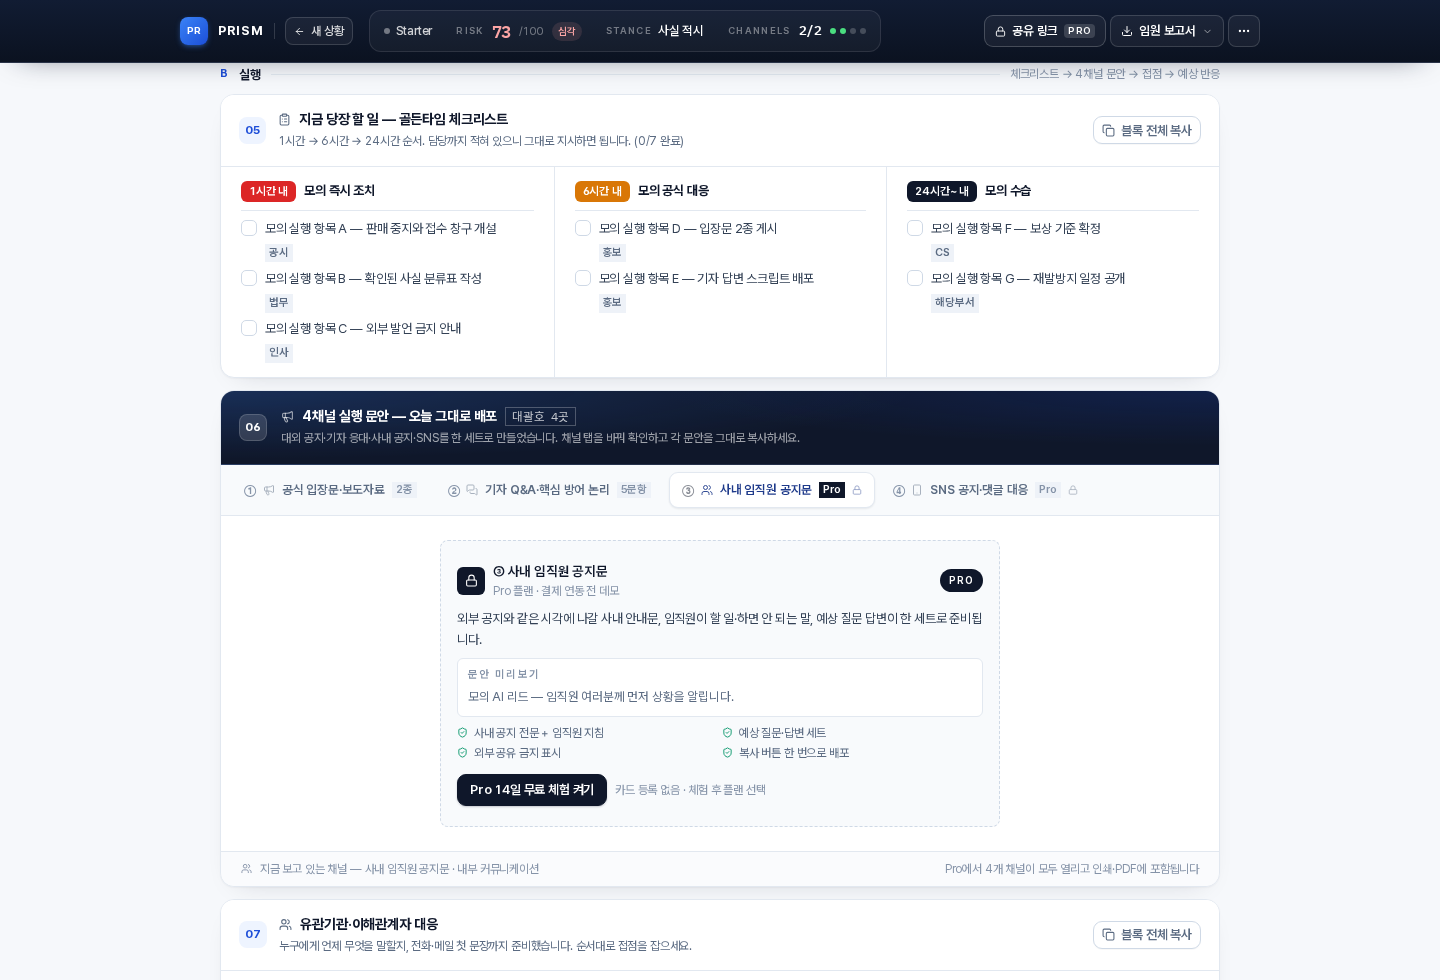 PR PRISM 새 상황 Starter RISK 73 /100 심각 STANCE 사실 적시 CHANNELS 2/2 공유 링크 PRO 임원 보고서
B 실행 체크리스트 → 4채널 문안 → 접점 → 예상 반응
05 지금 당장 할 일 — 골든타임 체크리스트
1시간 → 6시간 → 24시간 순서. 담당까지 적혀 있으니 그대로 지시하면 됩니다. (0/7 완료)
블록 전체 복사
1시간 내 모의 즉시 조치
모의 실행 항목 A — 판매 중지와 접수 창구 개설
공시
모의 실행 항목 B — 확인된 사실 분류표 작성
법무
모의 실행 항목 C — 외부 발언 금지 안내
인사
6시간 내 모의 공식 대응
모의 실행 항목 D — 입장문 2종 게시
홍보
모의 실행 항목 E — 기자 답변 스크립트 배포
홍보
24시간~ 내 모의 수습
모의 실행 항목 F — 보상 기준 확정
CS
모의 실행 항목 G — 재발방지 일정 공개
해당부서
06 4채널 실행 문안 — 오늘 그대로 배포 대괄호 4곳
대외 공지·기자 응대·사내 공지·SNS를 한 세트로 만들었습니다. 채널 탭을 바꿔 확인하고 각 문안을 그대로 복사하세요.
① 공식 입장문·보도자료 2종 ② 기자 Q&A·핵심 방어 논리 5문항 ③ 사내 임직원 공지문 Pro ④ SNS 공지·댓글 대응 Pro
③ 사내 임직원 공지문
Pro 플랜 · 결제 연동 전 데모
PRO
외부 공지와 같은 시각에 나갈 사내 안내문, 임직원이 할 일·하면 안 되는 말, 예상 질문 답변이 한 세트로 준비됩
니다.
문안 미리보기
모의 AI 리드 — 임직원 여러분께 먼저 상황을 알립니다.
사내 공지 전문 + 임직원 지침 예상 질문·답변 세트
외부 공유 금지 표시 복사 버튼 한 번으로 배포
Pro 14일 무료 체험 켜기 카드 등록 없음 · 체험 후 플랜 선택
지금 보고 있는 채널 — 사내 임직원 공지문 · 내부 커뮤니케이션 Pro에서 4개 채널이 모두 열리고 인쇄·PDF에 포함됩니다
07 유관기관·이해관계자 대응
누구에게 언제 무엇을 말할지, 전화·메일 첫 문장까지 준비했습니다. 순서대로 접점을 잡으세요.
블록 전체 복사